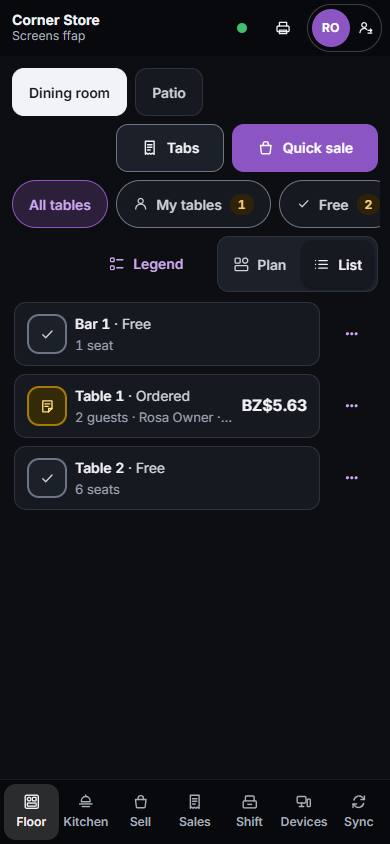 Corner Store
Screens ffap
RO
Dining room
Patio
Tabs
Quick sale
All tables
My tables 1
Free 2
Legend
Plan
List
Bar 1 · Free
1 seat
Table 1 · Ordered
2 guests · Rosa Owner ·...
BZ$5.63
Table 2 · Free
6 seats
Floor
Kitchen
Sell
Sales
Shift
Devices
Sync